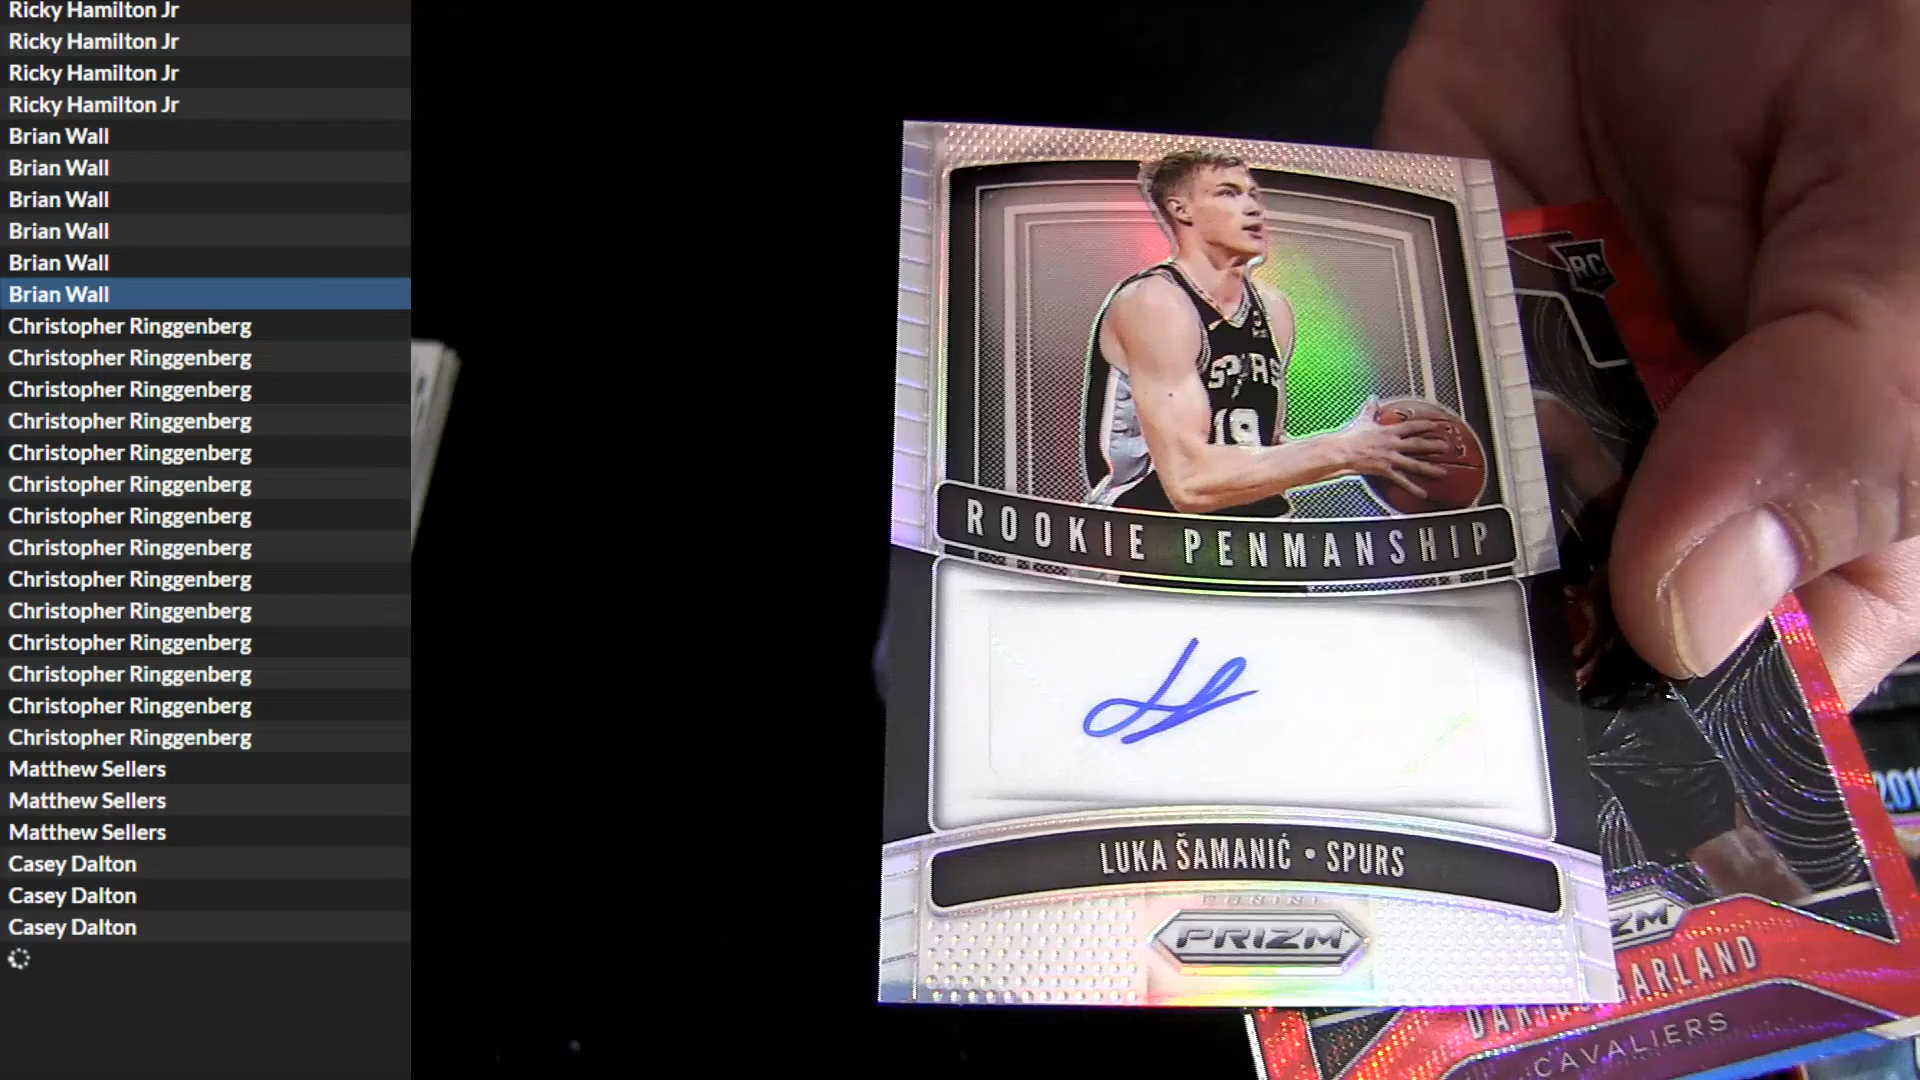 Ricky Hamilton Jr
Ricky Hamilton Jr
Ricky Hamilton Jr
Ricky Hamilton Jr
Brian Wall
Brian Wall
Brian Wall
Brian Wall
Brian Wall
Brian Wall
Christopher Ringgenberg
Christopher Ringgenberg
Christopher Ringgenberg
Christopher Ringgenberg
Christopher Ringgenberg
Christopher Ringgenberg
Christopher Ringgenberg
Christopher Ringgenberg
Christopher Ringgenberg
Christopher Ringgenberg
Christopher Ringgenberg
Christopher Ringgenberg
Christopher Ringgenberg
Christopher Ringgenberg
Matthew Sellers
Matthew Sellers
Matthew Sellers
Casey Dalton
Casey Dalton
Casey Dalton
RC
19
ROOKIE PENMANSHIP
LUKA ŠAMANIĆ • SPURS
PANINI
PRIZM
GARLAND
CAVALIERS